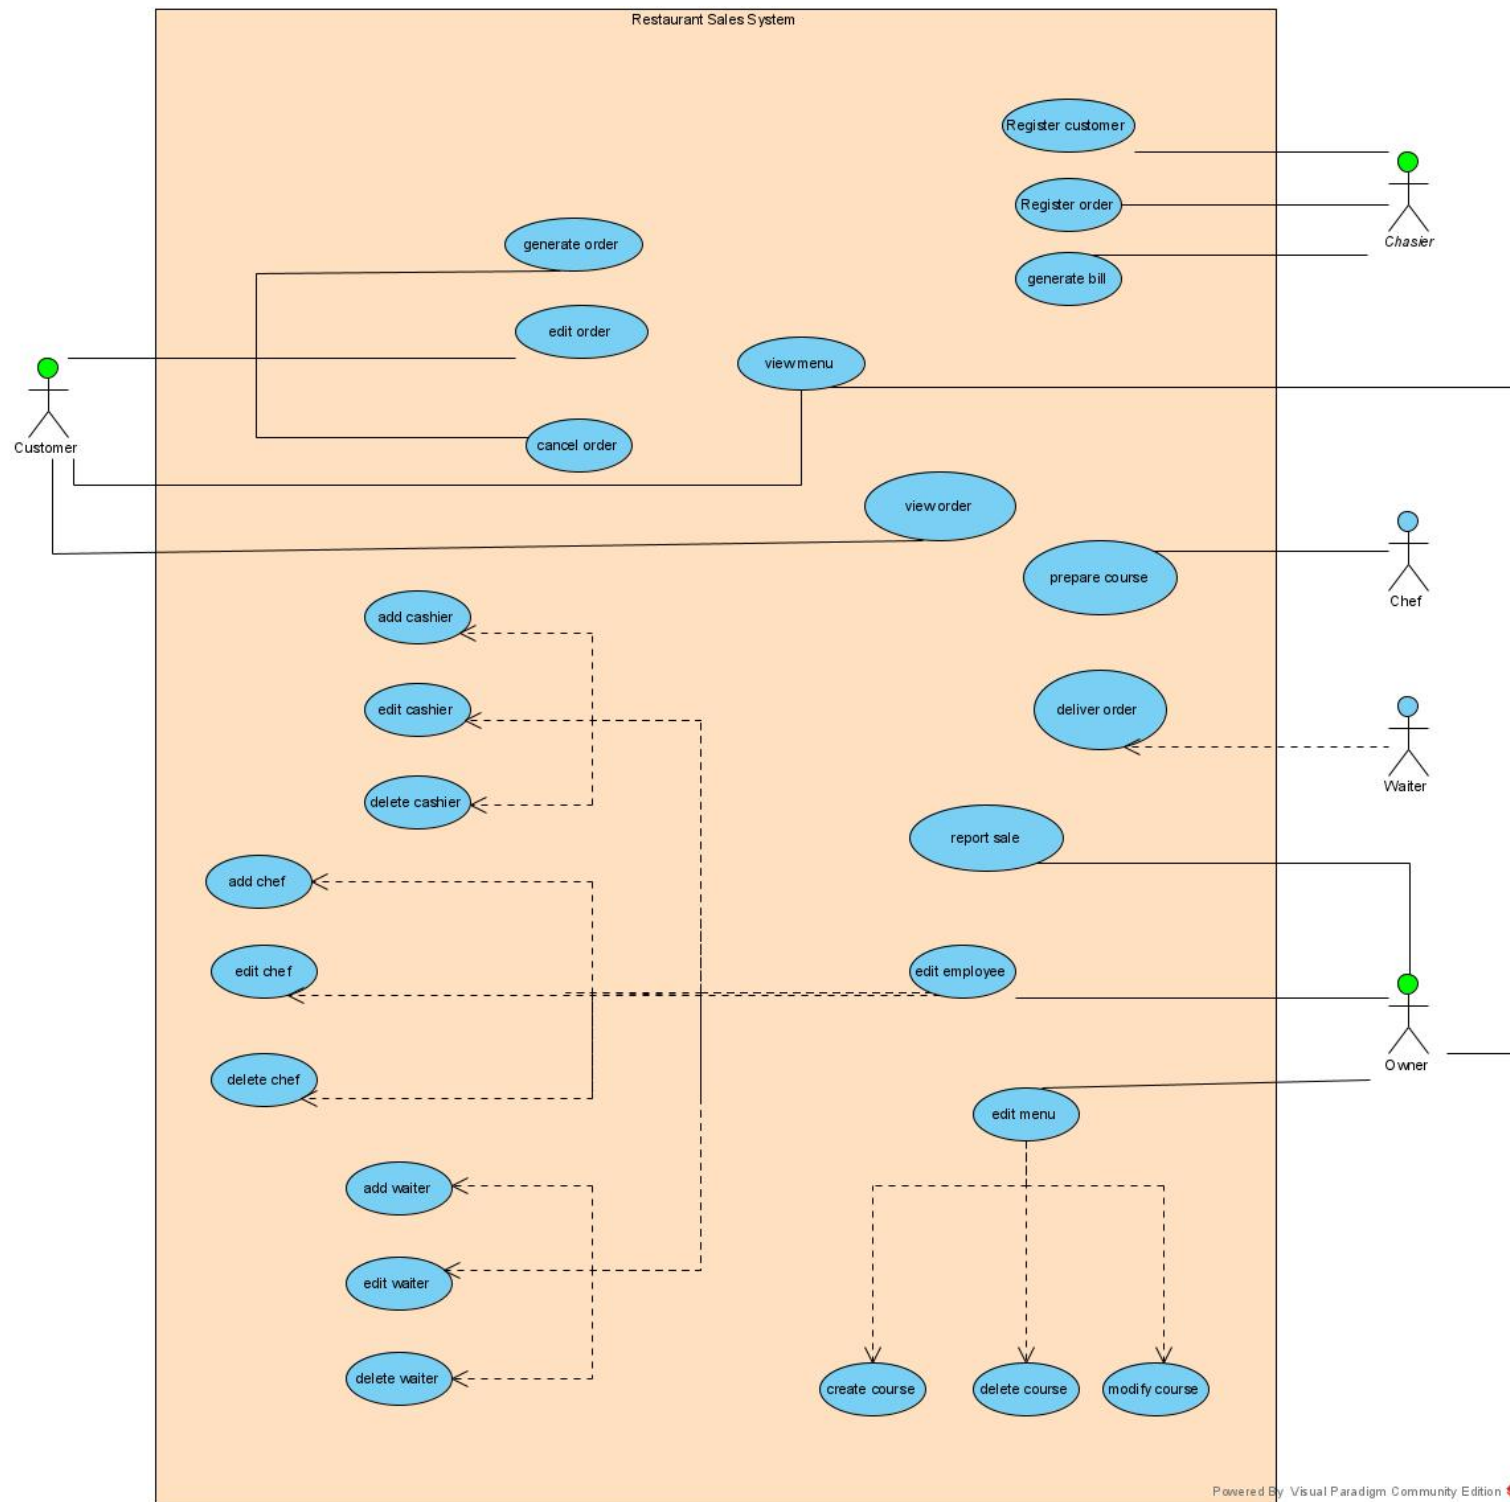 Restaurant Sales System
Register customer
Register order
Chasier
generate order
generate bill
edit order
view menu
Customer
cancel order
view order
prepare course
Chef
add cashier
edit cashier
deliver order
Waiter
delete cashier
report sale
add chef
edit chef
edit employee
Owner
delete chef
edit menu
add waiter
edit waiter
delete waiter
create course
delete course
modify course
Powered By Visual Paradigm Community Edition